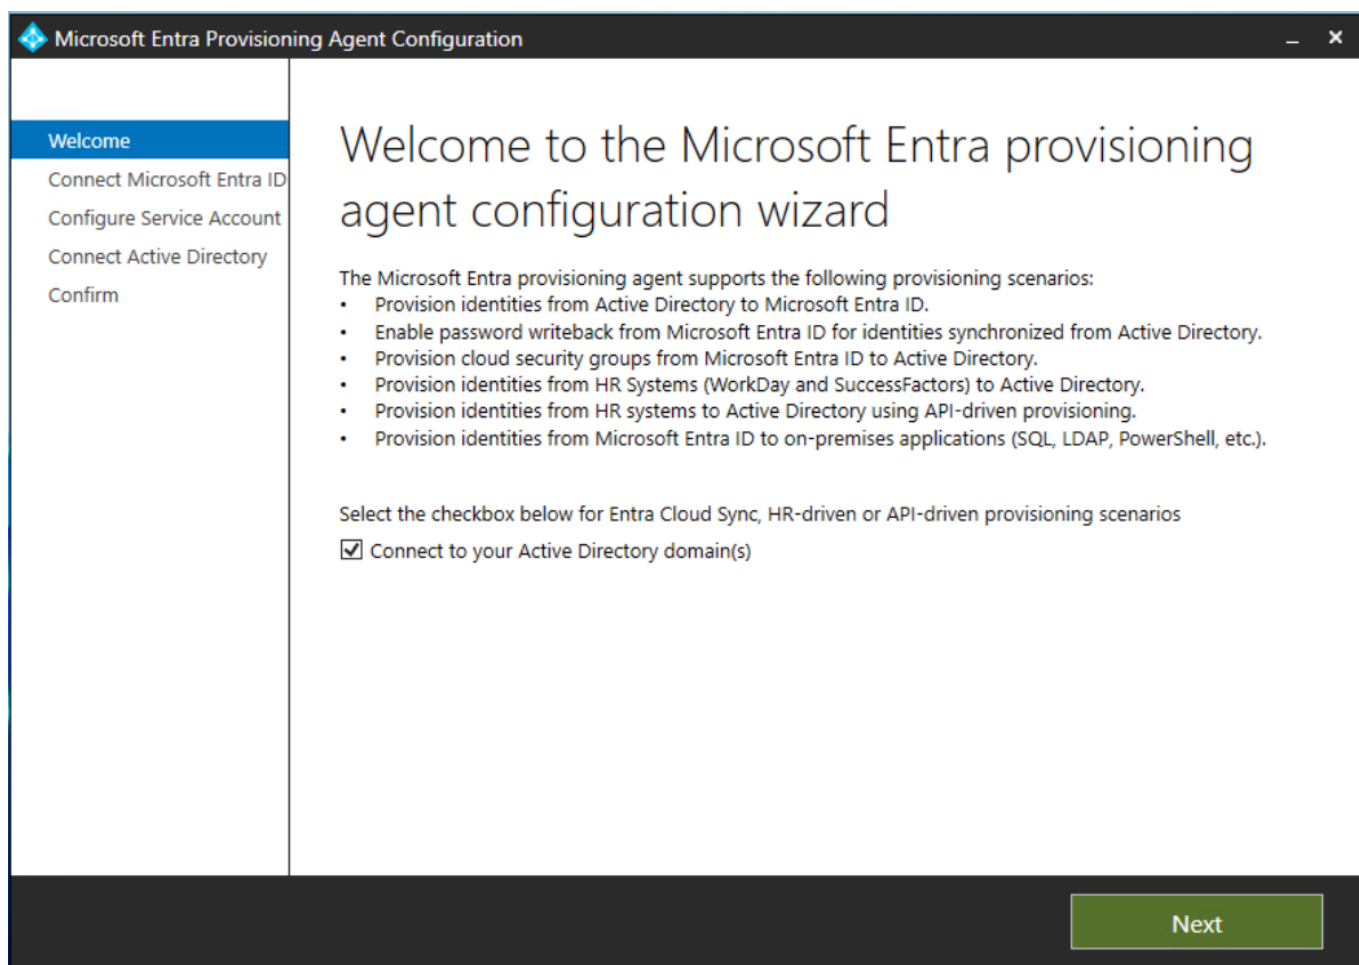 Microsoft Entra Provisioning Agent Configuration
Welcome
Connect Microsoft Entra ID
Configure Service Account
Connect Active Directory
Confirm
Welcome to the Microsoft Entra provisioning
agent configuration wizard
The Microsoft Entra provisioning agent supports the following provisioning scenarios:
• Provision identities from Active Directory to Microsoft Entra ID.
• Enable password writeback from Microsoft Entra ID for identities synchronized from Active Directory.
• Provision cloud security groups from Microsoft Entra ID to Active Directory.
• Provision identities from HR Systems (WorkDay and SuccessFactors) to Active Directory.
• Provision identities from HR systems to Active Directory using API-driven provisioning.
• Provision identities from Microsoft Entra ID to on-premises applications (SQL, LDAP, PowerShell, etc.).
Select the checkbox below for Entra Cloud Sync, HR-driven or API-driven provisioning scenarios
Connect to your Active Directory domain(s)
Next